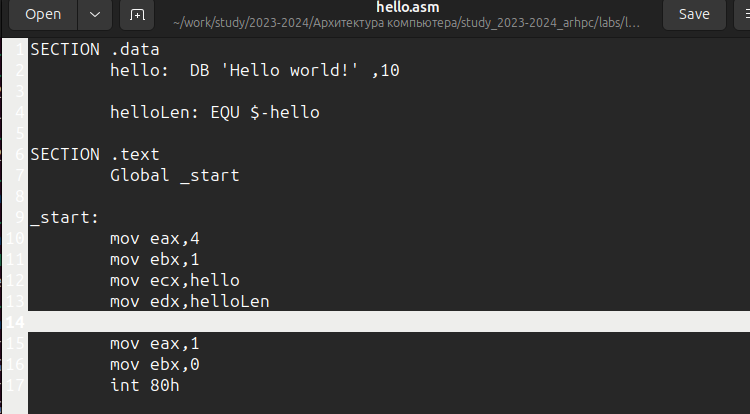 Open
hello.asm
~/work/study/2023-2024/Архитектура компьютера/study_2023-2024_arhpc/labs/l…
Save
1 SECTION .data
2 hello: DB 'Hello world!' ,10
3
4 helloLen: EQU $-hello
5
6 SECTION .text
7 Global _start
8
9 _start:
10 mov eax,4
11 mov ebx,1
12 mov ecx,hello
13 mov edx,helloLen
14
15 mov eax,1
16 mov ebx,0
17 int 80h